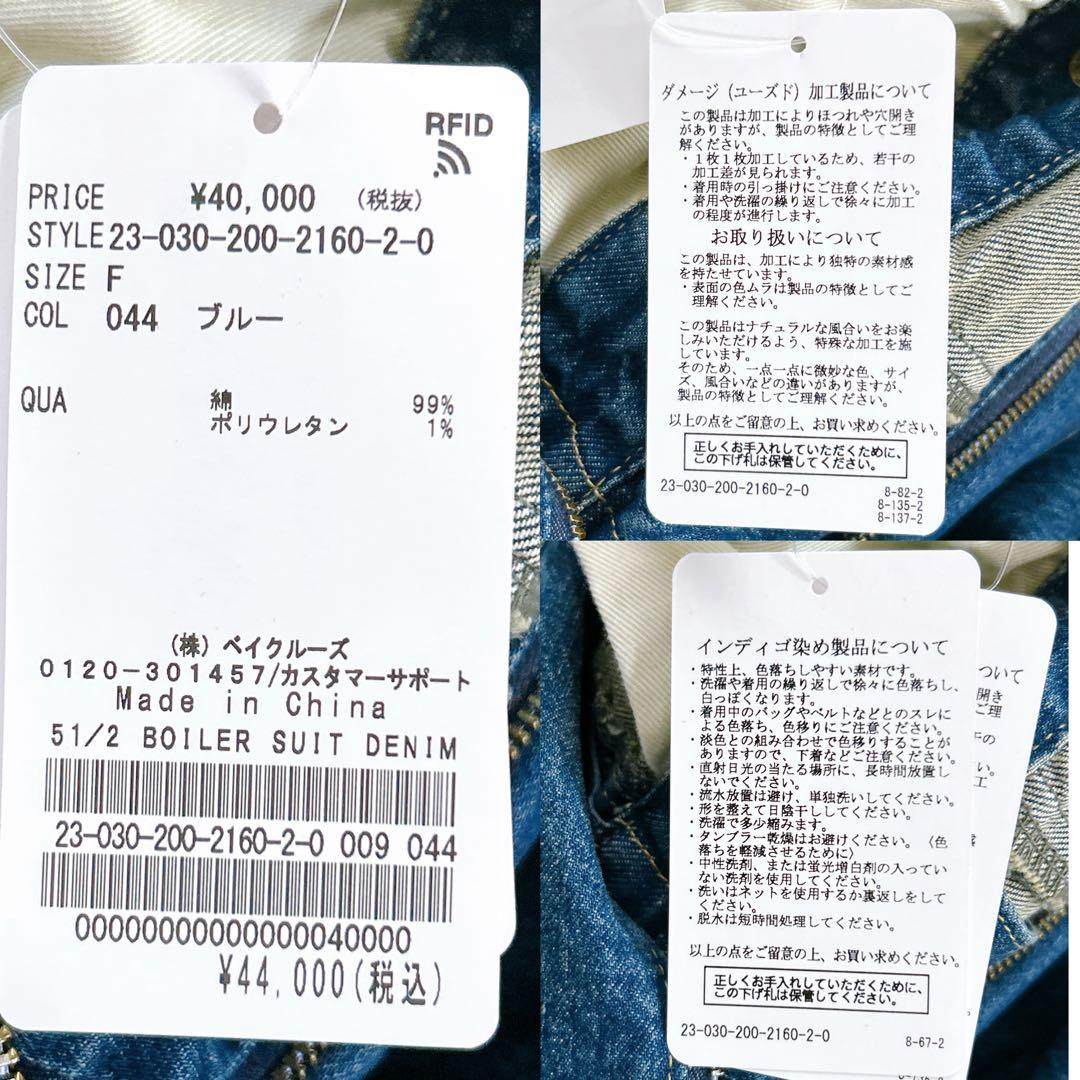 RFID
PRICE ¥40,000 (税抜)
STYLE 23-030-200-2160-2-0
SIZE F
COL 044 ブルー
QUA 綿 99%
ポリウレタン 1%
(株) ベイクルーズ
0120-301457/カスタマーサポート
Made in China
51/2 BOILER SUIT DENIM
23-030-200-2160-2-0 009 044
00000000000000040000
¥44,000(税込)
ダメージ (ユーズド) 加工製品について
この製品は加工によりほつれや穴開き
がありますが、製品の特徴としてご理
解ください。
・1枚1枚加工しているため、若干の
加工差が見られます。
・着用時の引っ掛けにご注意ください。
・着用や洗濯の繰り返しで徐々に加工
の程度が進行します。
お取り扱いについて
この製品は、加工により独特の素材感
を持たせています。
・表面の色ムラは製品の特徴としてご
理解ください。
この製品はナチュラルな風合いをお楽
しみいただけるよう、特殊な加工を施
しています。
そのため、一点一点に微妙な色、サイ
ズ、風合いなどの違いがありますが、
製品の特徴としてご理解ください。
以上の点をご留意の上、お買い求めください。
正しくお手入れしていただくために、
この下げ札は保管してください。
23-030-200-2160-2-0
8-82-2
8-135-2
8-137-2
インディゴ染め製品について
・特性上、色落ちしやすい素材です。
・洗濯や着用の繰り返しで徐々に色落ちし、
白っぽくなります。
・着用中のバッグやベルトなどとのスレに
よる色落ち、色移りにご注意ください。
・淡色との組み合わせで色移りすることが
ありますので、下着などご注意ください。
・直射日光の当たる場所に、長時間放置し
ないでください。
・流水放置は避け、単独洗いしてください。
・形を整えて日陰干ししてください。
・洗濯で多少縮みます。
・タンブラー乾燥はお避けください。〈色
落ちを軽減させるために〉
・中性洗剤、または蛍光増白剤の入ってい
ない洗剤を使用してください。
・洗いはネットを使用するか裏返しをして
ください。
・脱水は短時間処理してください。
以上の点をご留意の上、お買い求めください。
正しくお手入れしていただくために、
この下げ札は保管してください。
23-030-200-2160-2-0
8-67-2
ついて
開き
ご理